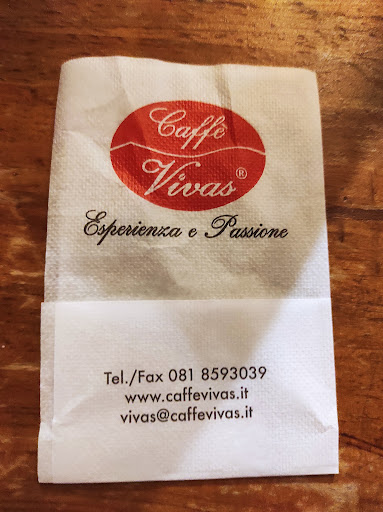 Caffè
Vivas®
Esperienza e Passione
Tel./Fax 081 8593039
www.caffevivas.it
vivas@caffevivas.it